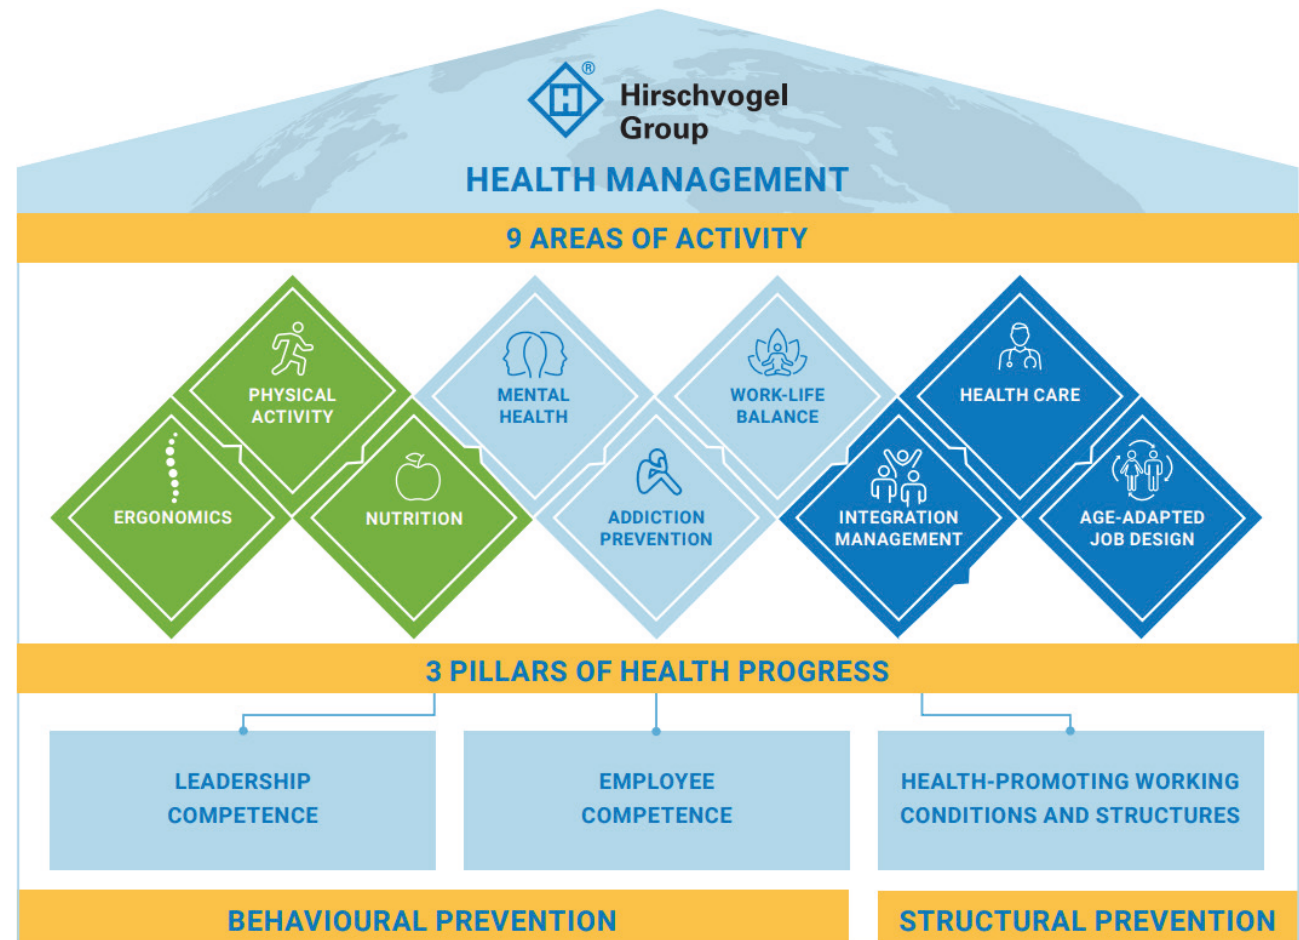 ®
Hirschvogel
Group
HEALTH MANAGEMENT
9 AREAS OF ACTIVITY
PHYSICAL
ACTIVITY
MENTAL
HEALTH
WORK-LIFE
BALANCE
HEALTH CARE
ERGONOMICS
NUTRITION
ADDICTION
PREVENTION
INTEGRATION
MANAGEMENT
AGE-ADAPTED
JOB DESIGN
3 PILLARS OF HEALTH PROGRESS
LEADERSHIP
COMPETENCE
EMPLOYEE
COMPETENCE
HEALTH-PROMOTING WORKING
CONDITIONS AND STRUCTURES
BEHAVIOURAL PREVENTION
STRUCTURAL PREVENTION